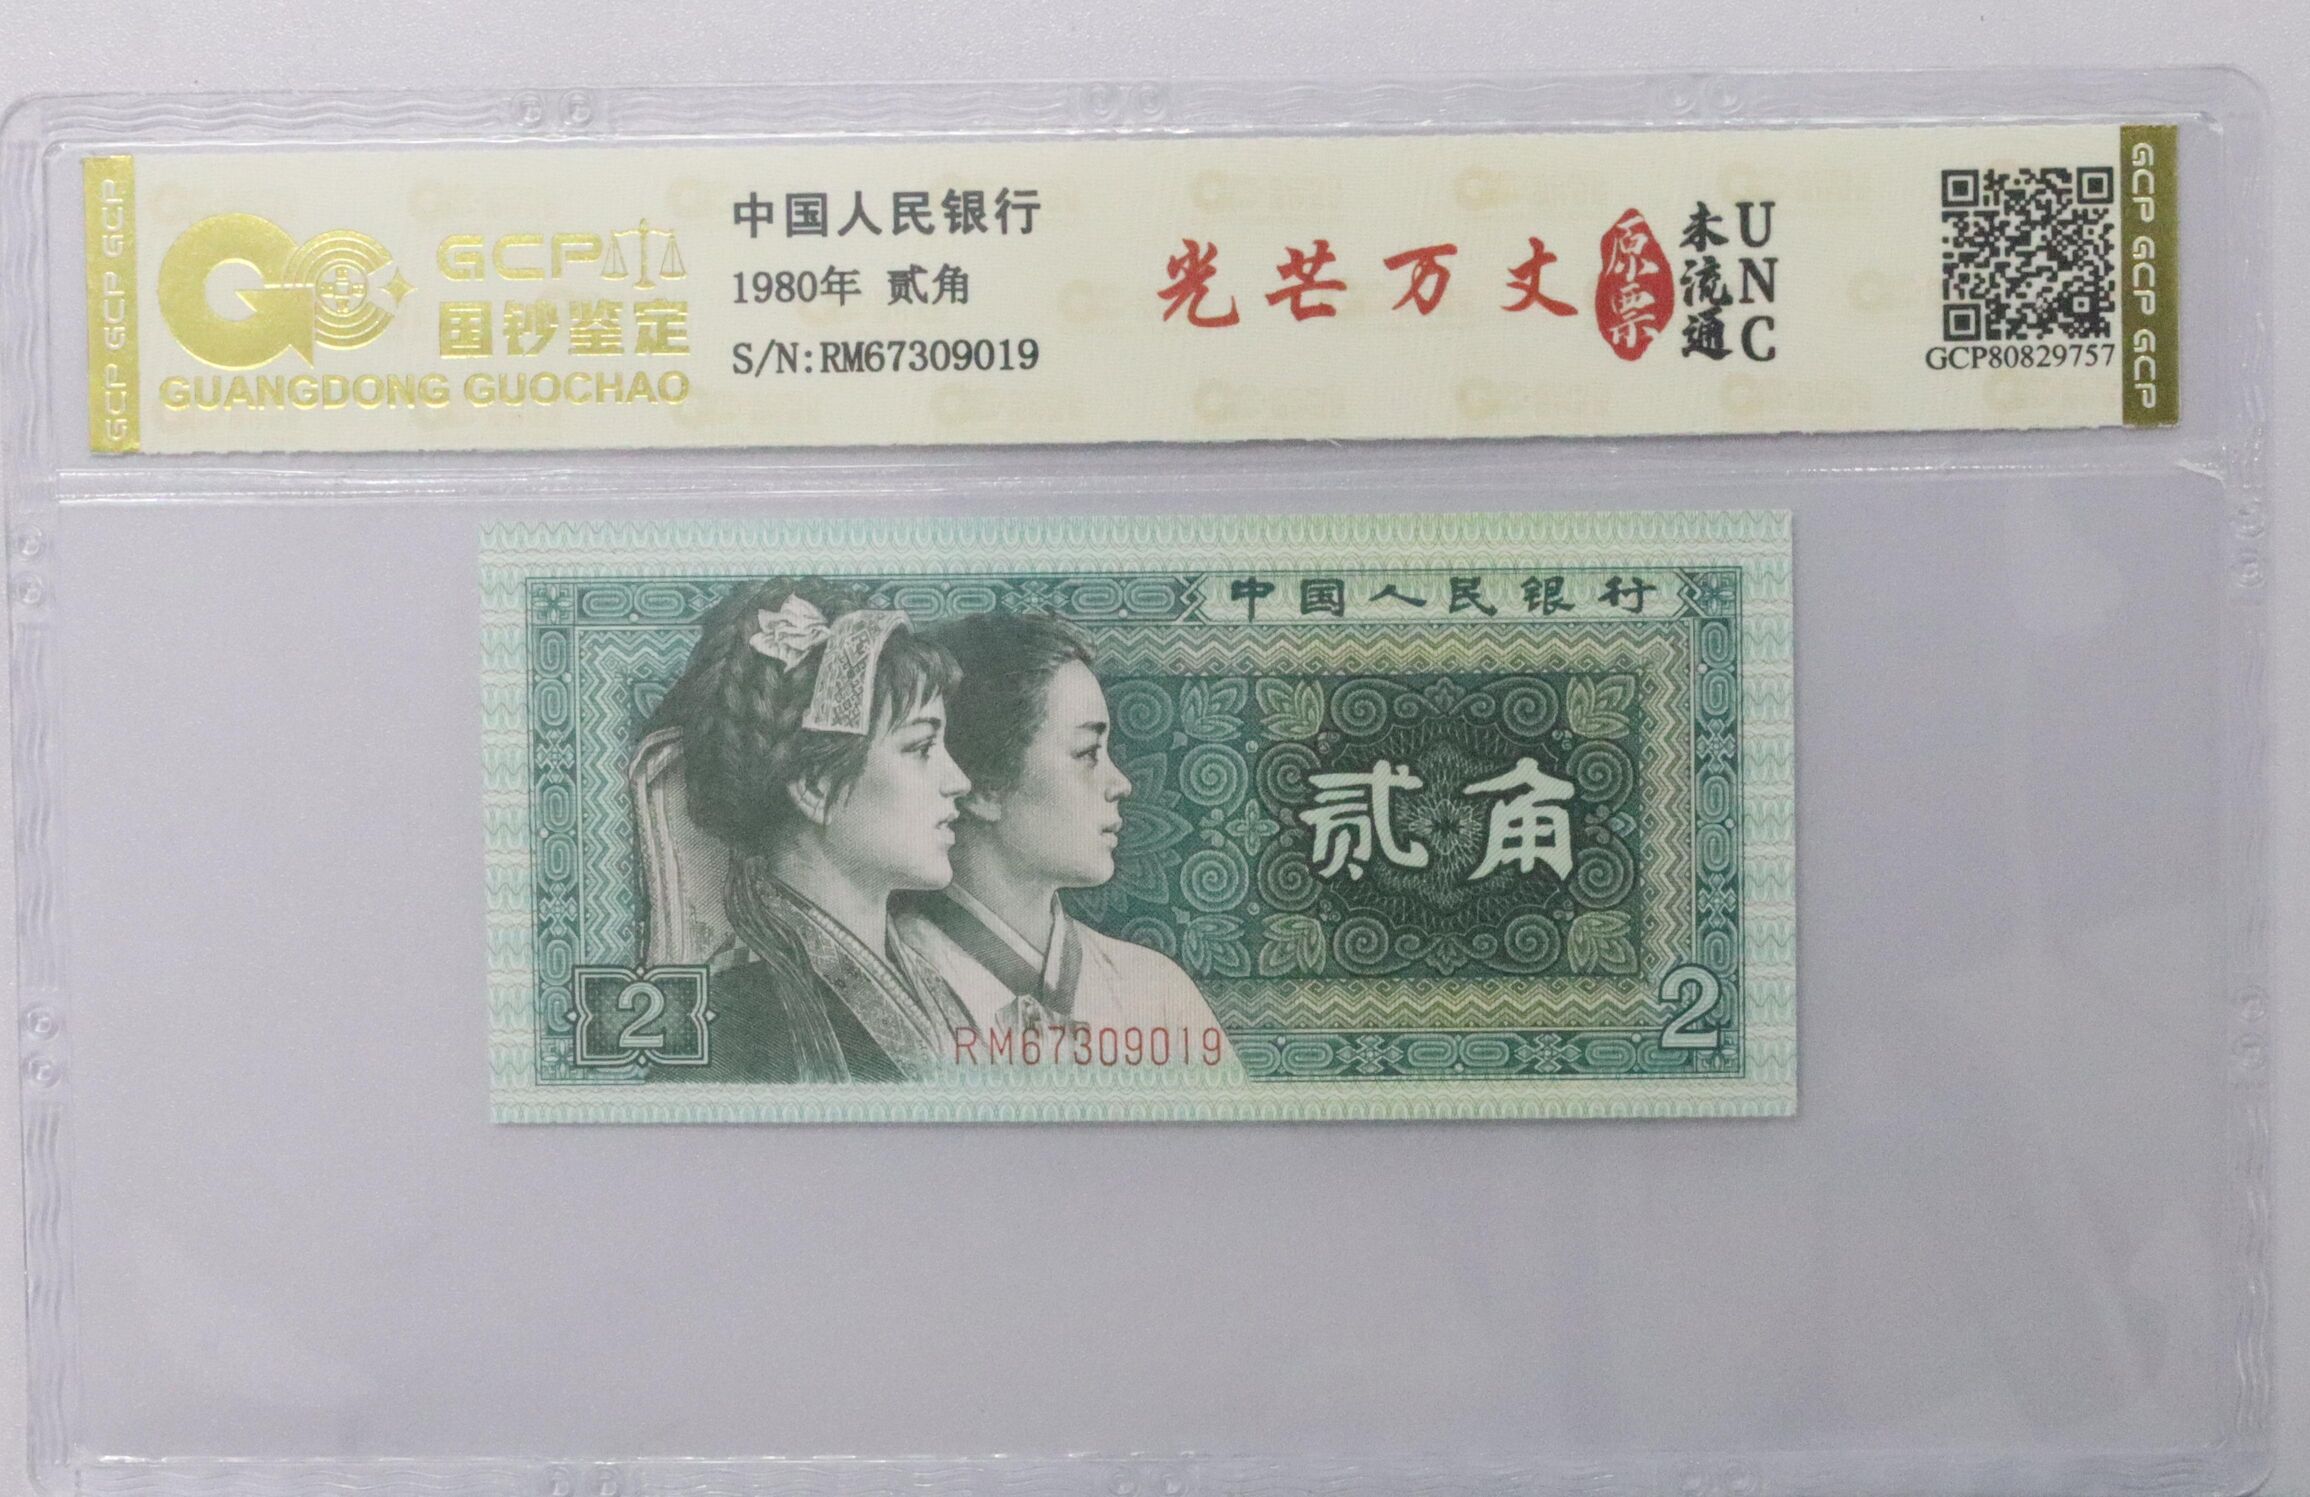 GCP GCP GCP
GCP
国钞鉴定
GUANGDONG GUOCHAO
中国人民银行
1980年 贰角
S/N:RM67309019
光芒万丈
原票
未流通
UNC
GCP80829757
GCP GCP GCP
中国人民银行
贰角
2
RM67309019
2